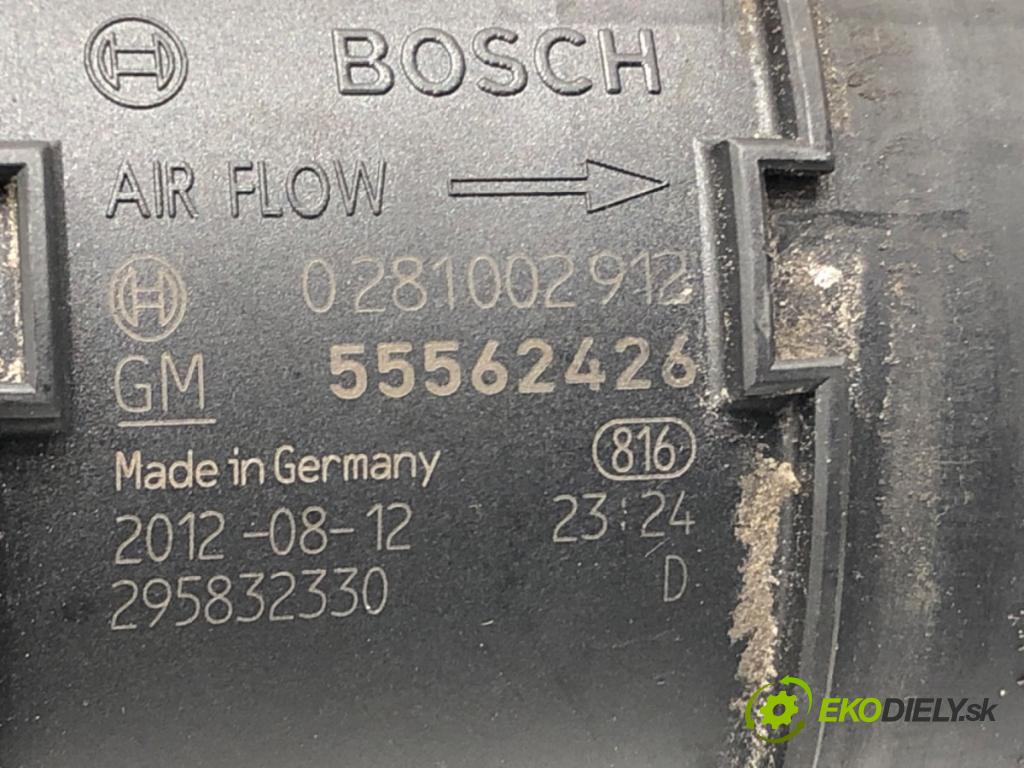 BOSCH
AIR FLOW
0 281 002 912
GM 55562426
Made in Germany 816
2012-08-12 23:24
295832330 D
EKODIELY.sk